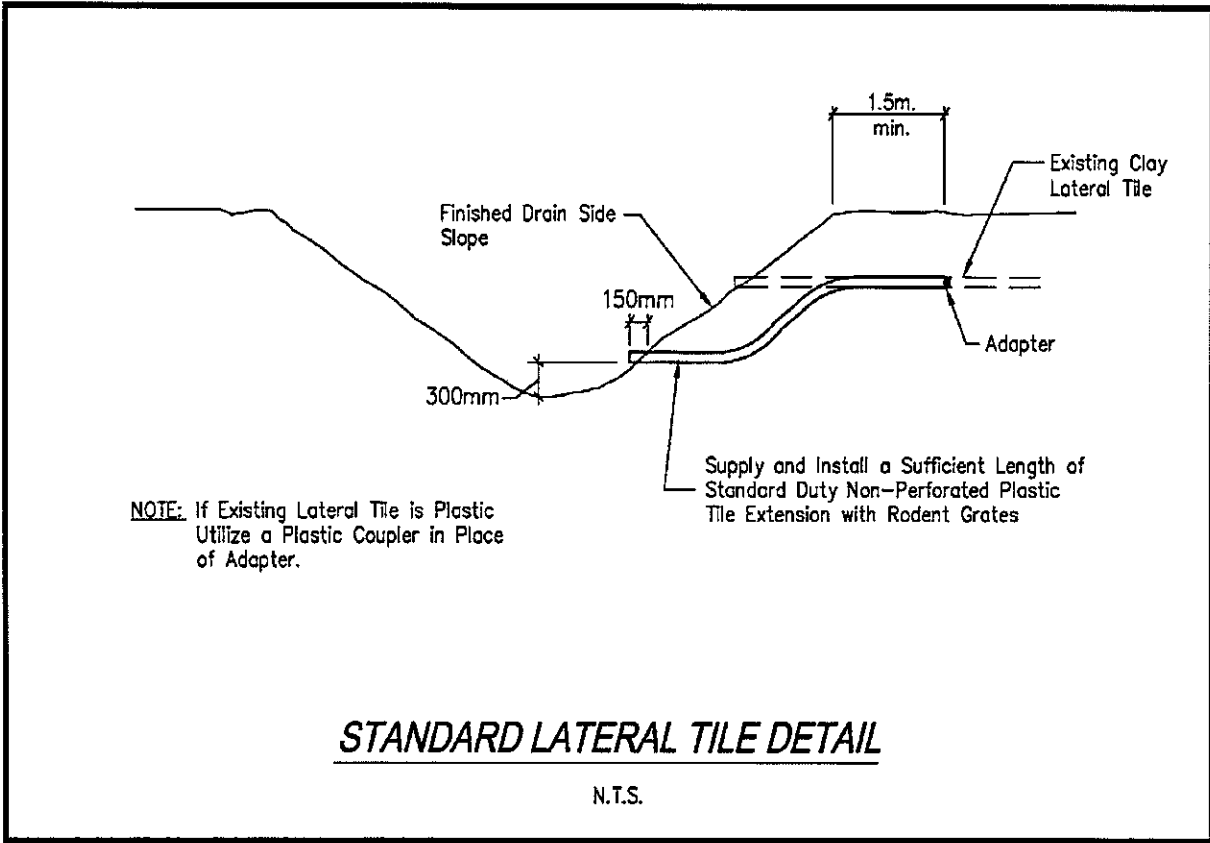 1.5m.
min.
Existing Clay
Lateral Tile
Finished Drain Side
Slope
150mm
Adapter
300mm
Supply and Install a Sufficient Length of
Standard Duty Non-Perforated Plastic
Tile Extension with Rodent Grates
NOTE: If Existing Lateral Tile is Plastic
Utilize a Plastic Coupler in Place
of Adapter.
STANDARD LATERAL TILE DETAIL
N.T.S.